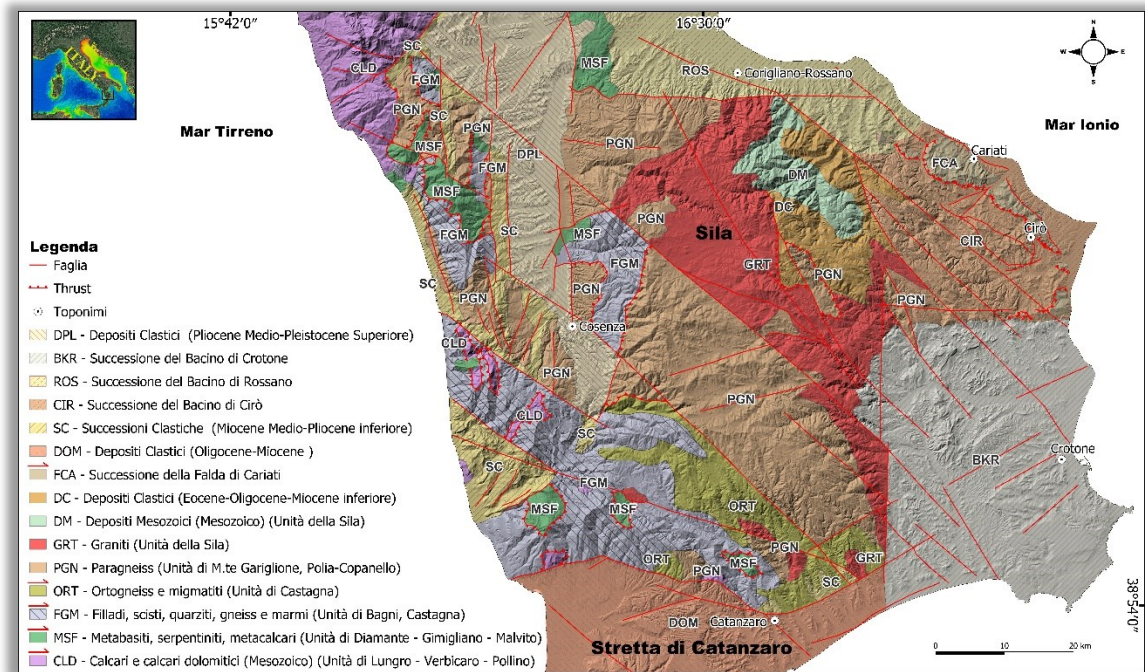 15°42'0"
16°30'0"
N
W
E
S
SC
CLD
FGM
MSF
ROS
Corigliano-Rossano
Mar Tirreno
Mar Ionio
PGN
SC
PGN
MSF
DPL
PGN
FCA
Cariati
FGM
DM
MSF
PGN
DC
Cirò
FGM
SC
MSF
Sila
CIR
FGM
GRT
PGN
SC
PGN
PGN
PGN
Cosenza
CLD
PGN
PGN
CLD
SC
Crotone
SC
BKR
FGM
MSF
MSF
ORT
PGN
ORT
PGN
MSF
GRT
SC
DOM
Catanzaro
Stretta di Catanzaro
38°54'0"
0
10
20 km
Legenda
Faglia
Thrust
Toponimi
DPL - Depositi Clastici (Pliocene Medio-Pleistocene Superiore)
BKR - Successione del Bacino di Crotone
ROS - Successione del Bacino di Rossano
CIR - Successione del Bacino di Cirò
SC - Successioni Clastiche (Miocene Medio-Pliocene inferiore)
DOM - Depositi Clastici (Oligocene-Miocene )
FCA - Successione della Falda di Cariati
DC - Depositi Clastici (Eocene-Oligocene-Miocene inferiore)
DM - Depositi Mesozoici (Mesozoico) (Unità della Sila)
GRT - Graniti (Unità della Sila)
PGN - Paragneiss (Unità di M.te Gariglione, Polia-Copanello)
ORT - Ortogneiss e migmatiti (Unità di Castagna)
FGM - Filladi, scisti, quarziti, gneiss e marmi (Unità di Bagni, Castagna)
MSF - Metabasiti, serpentiniti, metacalcari (Unità di Diamante - Gimigliano - Malvito)
CLD - Calcari e calcari dolomitici (Mesozoico) (Unità di Lungro - Verbicaro - Pollino)